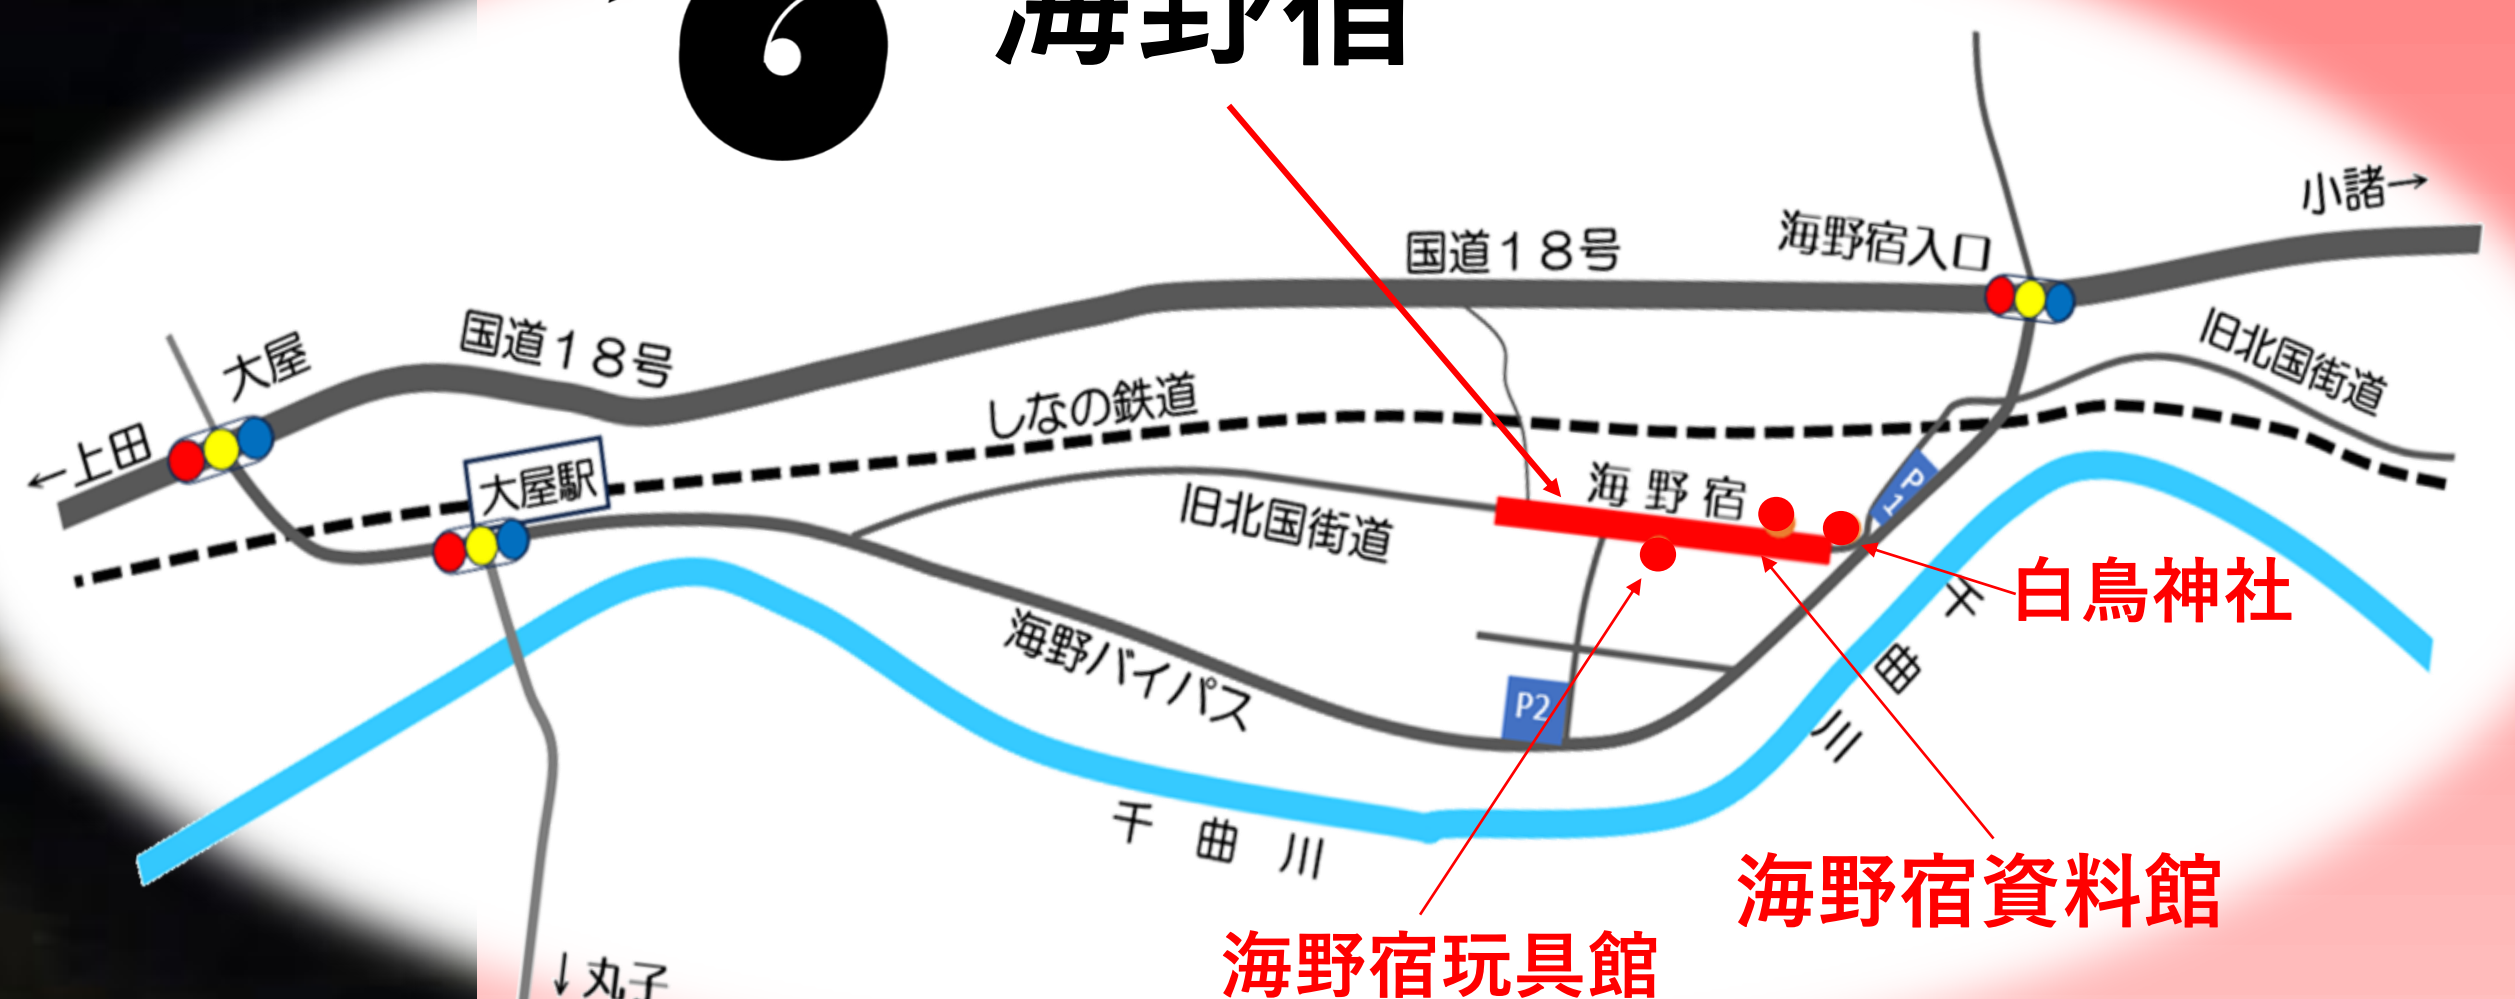 海野宿
小諸→
国道18号
海野宿入口
国道18号
大屋
旧北国街道
←上田
しなの鉄道
大屋駅
海野宿
P1
旧北国街道
白鳥神社
海野バイパス
P2
千曲川
千曲川
海野宿資料館
海野宿玩具館
↓丸子